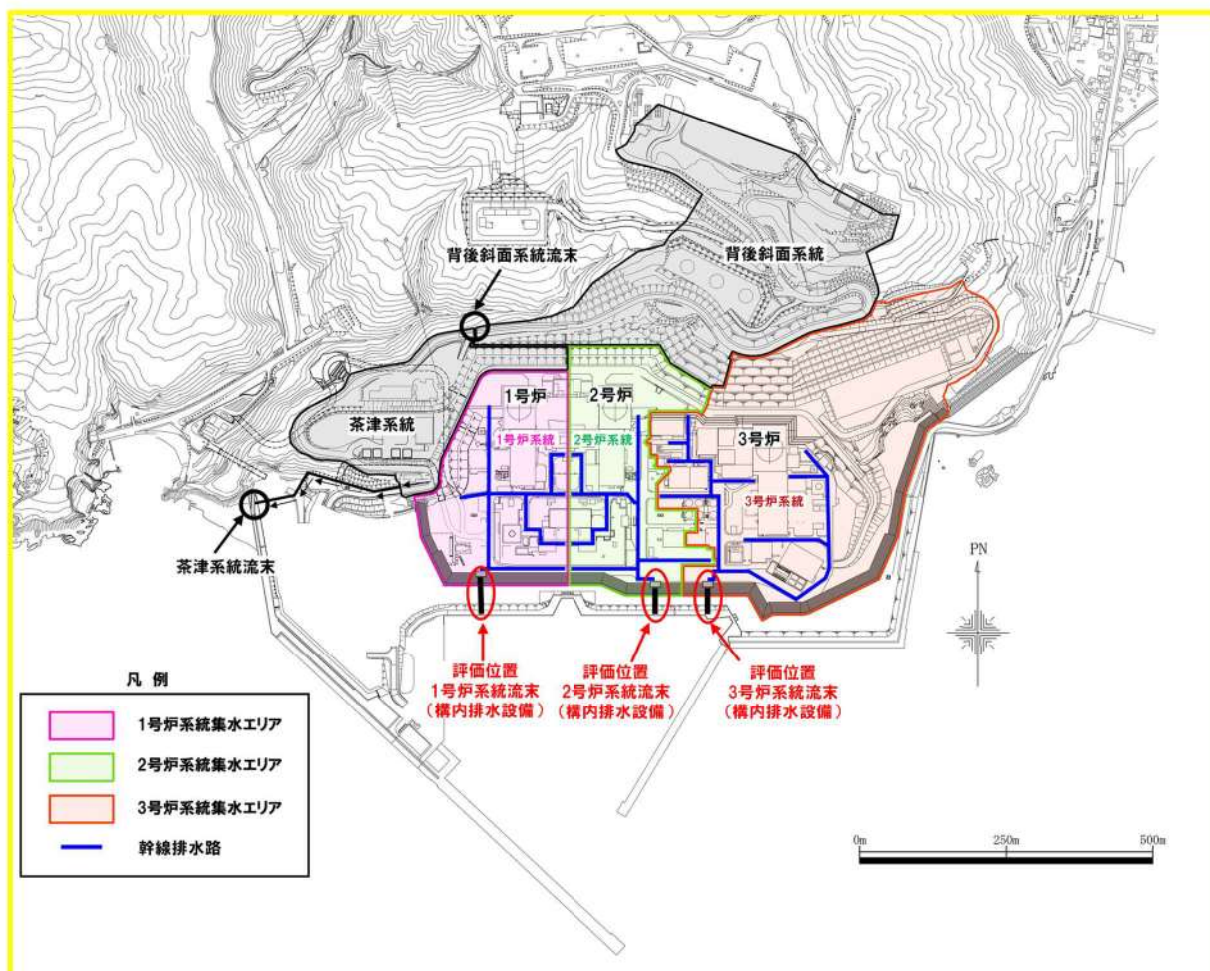 背後斜面系統流末
背後斜面系統
1号炉
2号炉
茶津系統
1号炉系統
2号炉系統
3号炉
3号炉系統
茶津系統流末
PN
評価位置
1号炉系統流末
(構内排水設備)
評価位置
2号炉系統流末
(構内排水設備)
評価位置
3号炉系統流末
(構内排水設備)
凡 例
1号炉系統集水エリア
2号炉系統集水エリア
3号炉系統集水エリア
幹線排水路
0m
250m
500m